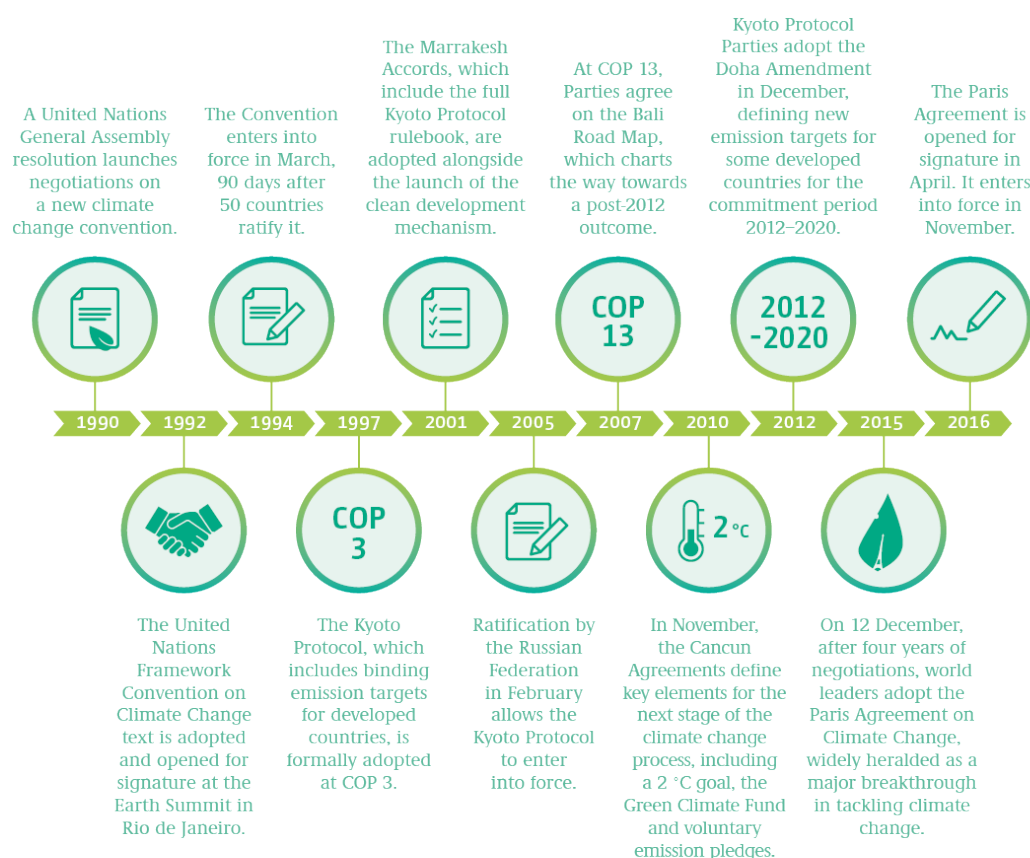 A United Nations
General Assembly
resolution launches
negotiations on
a new climate
change convention.
The Convention
enters into
force in March,
90 days after
50 countries
ratify it.
The Marrakesh
Accords, which
include the full
Kyoto Protocol
rulebook, are
adopted alongside
the launch of the
clean development
mechanism.
At COP 13,
Parties agree
on the Bali
Road Map,
which charts
the way towards
a post-2012
outcome.
Kyoto Protocol
Parties adopt the
Doha Amendment
in December,
defining new
emission targets for
some developed
countries for the
commitment period
2012–2020.
The Paris
Agreement is
opened for
signature in
April. It enters
into force in
November.
COP
13
2012
-2020
1990
1992
1994
1997
2001
2005
2007
2010
2012
2015
2016
COP
3
2 °C
The United
Nations
Framework
Convention on
Climate Change
text is adopted
and opened for
signature at the
Earth Summit in
Rio de Janeiro.
The Kyoto
Protocol, which
includes binding
emission targets
for developed
countries, is
formally adopted
at COP 3.
Ratification by
the Russian
Federation
in February
allows the
Kyoto Protocol
to enter
into force.
In November,
the Cancun
Agreements define
key elements for the
next stage of the
climate change
process, including
a 2 °C goal, the
Green Climate Fund
and voluntary
emission pledges.
On 12 December,
after four years of
negotiations, world
leaders adopt the
Paris Agreement on
Climate Change,
widely heralded as a
major breakthrough
in tackling climate
change.